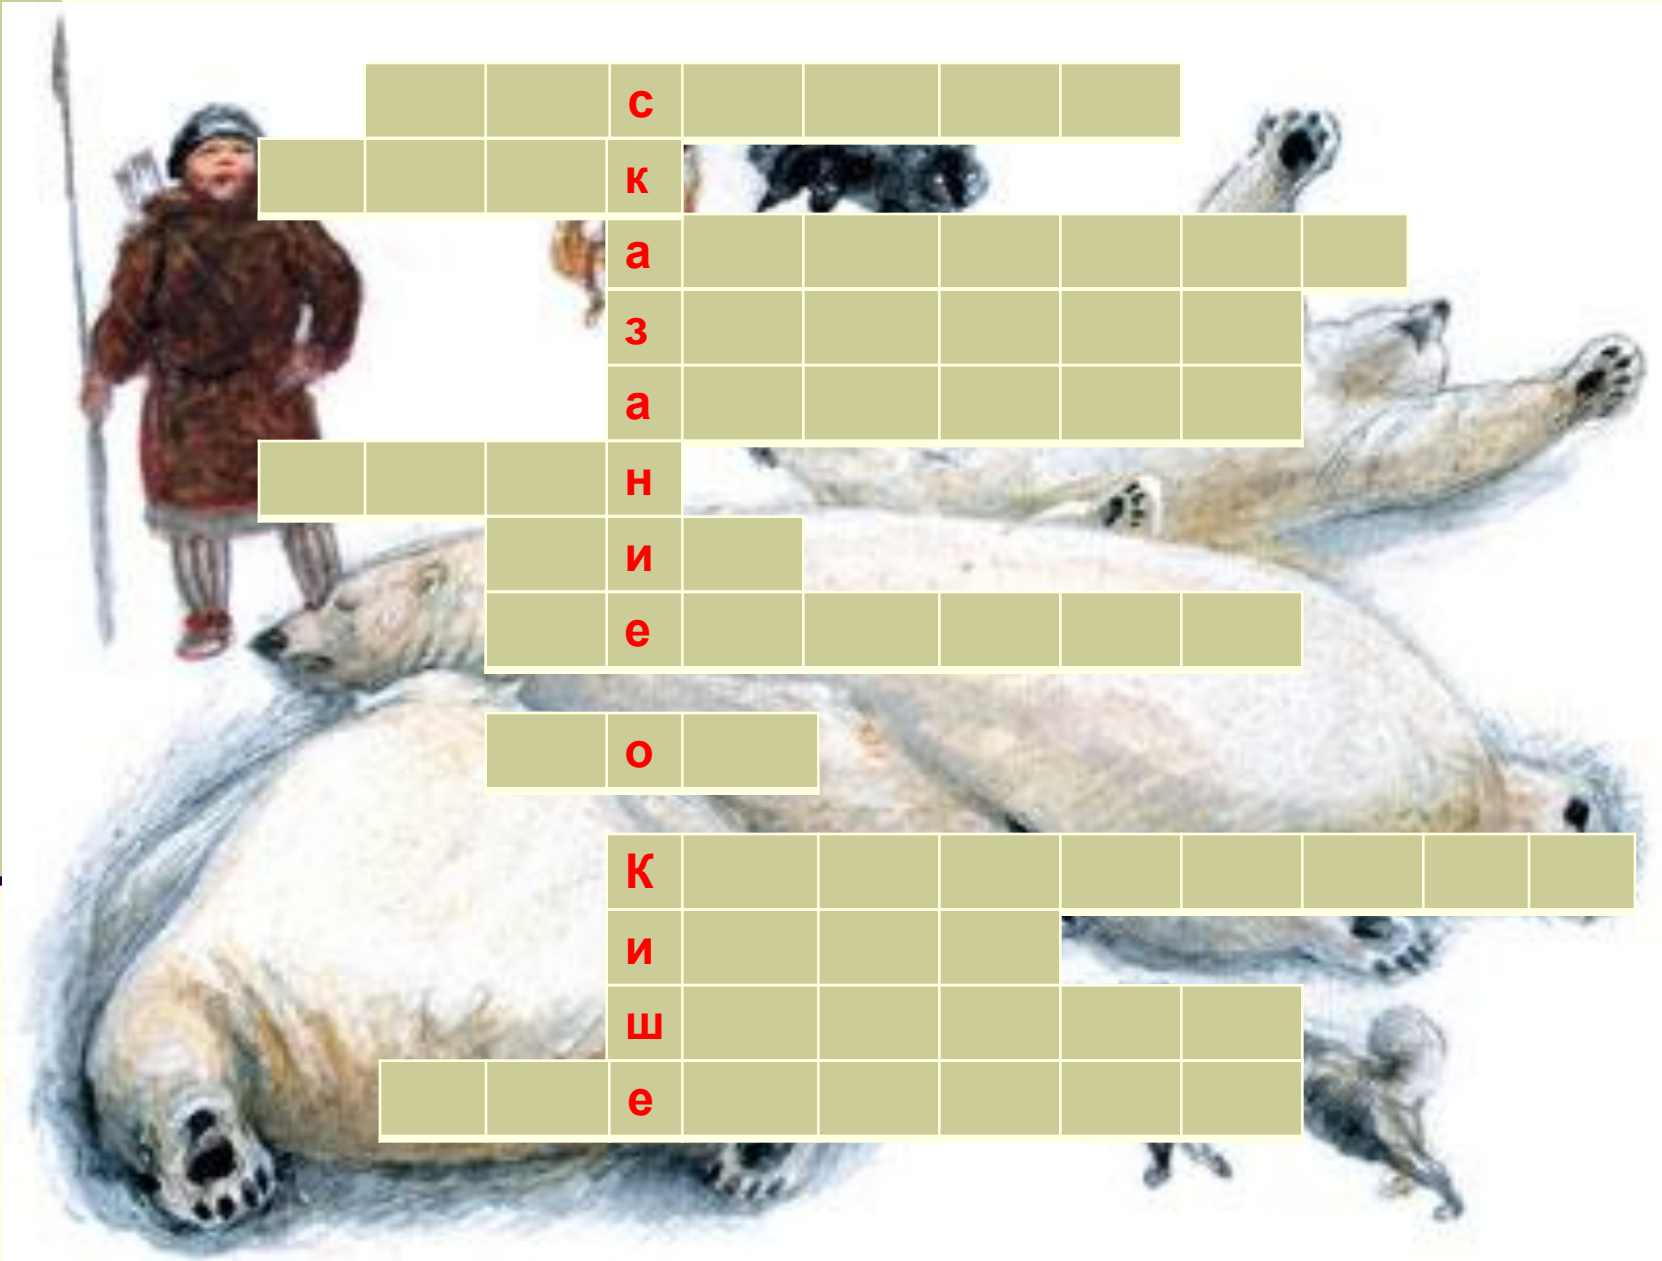 с
к
а
з
а
н
и
е
о
К
и
ш
е